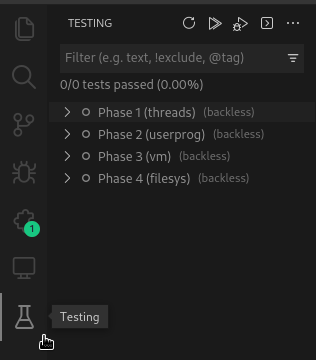 TESTING
Filter (e.g. text, !exclude, @tag)
0/0 tests passed (0.00%)
Phase 1 (threads) (backless)
Phase 2 (userprog) (backless)
Phase 3 (vm) (backless)
Phase 4 (filesys) (backless)
1
Testing